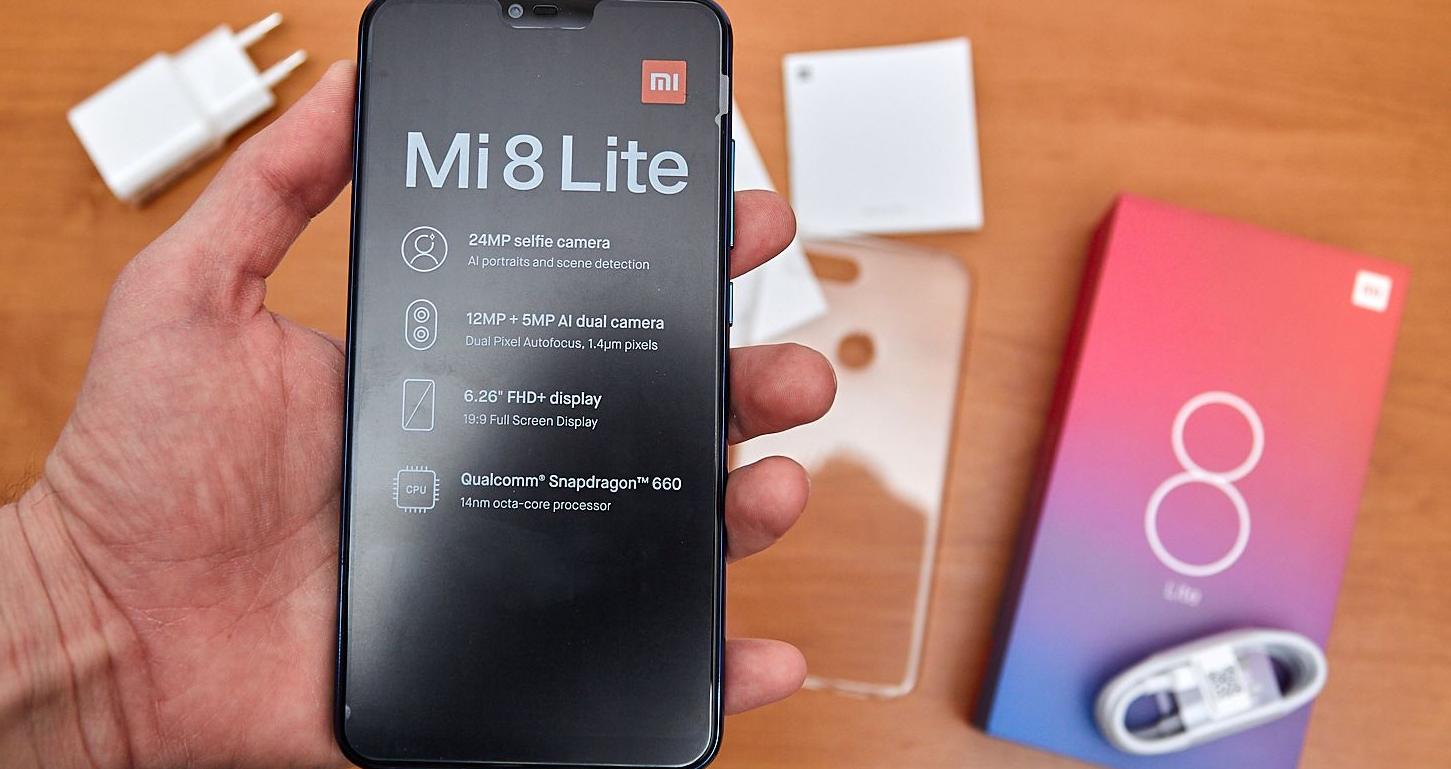 mi
Mi 8 Lite
24MP selfie camera
AI portraits and scene detection
12MP + 5MP AI dual camera
Dual Pixel Autofocus, 1.4μm pixels
6.26" FHD+ display
19:9 Full Screen Display
CPU
Qualcomm® Snapdragon™ 660
14nm octa-core processor
mi
8
Lite